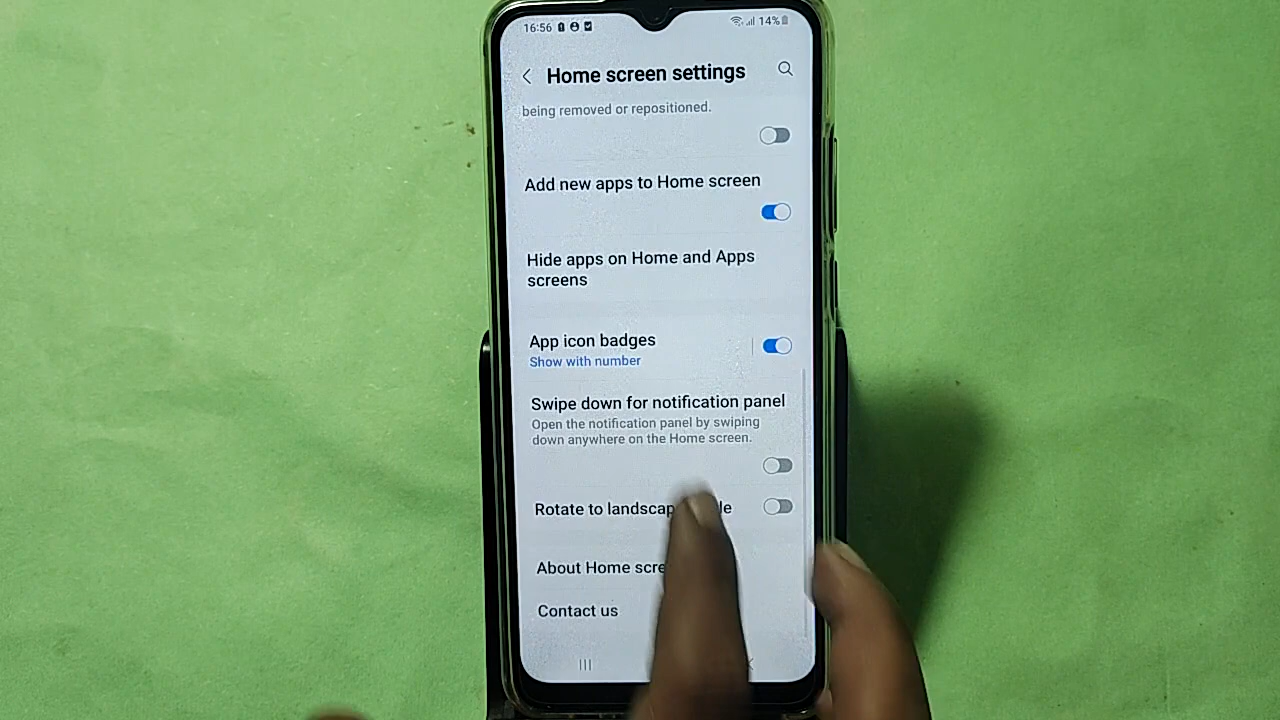 16:56
14%
Home screen settings
being removed or repositioned.
Add new apps to Home screen
Hide apps on Home and Apps
screens
App icon badges
Show with number
Swipe down for notification panel
Open the notification panel by swiping
down anywhere on the Home screen.
Rotate to
About Home
Contact us